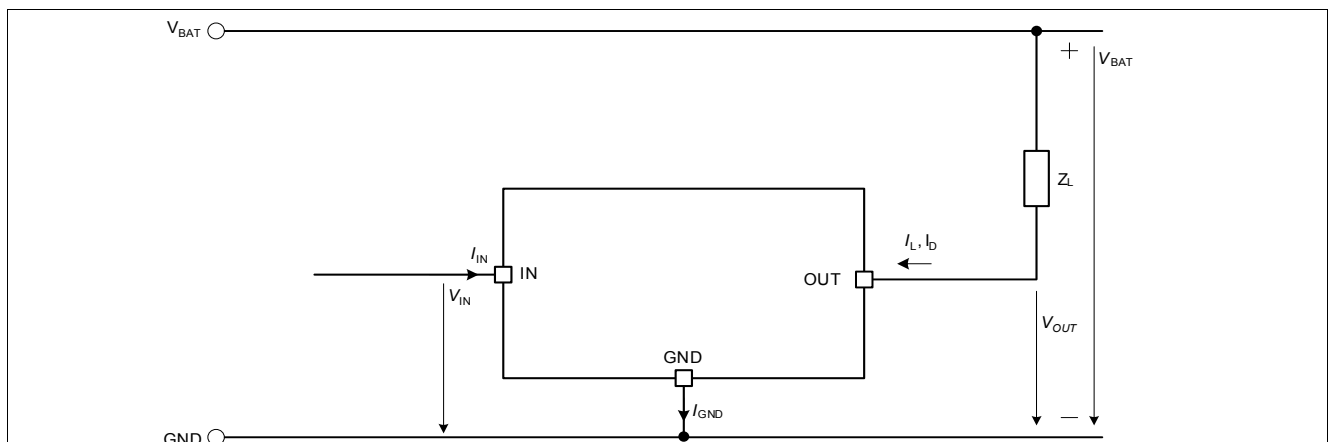 VBAT
+
VBAT
ZL
IL, ID
IIN
IN
OUT
VIN
VOUT
GND
IGND
GND